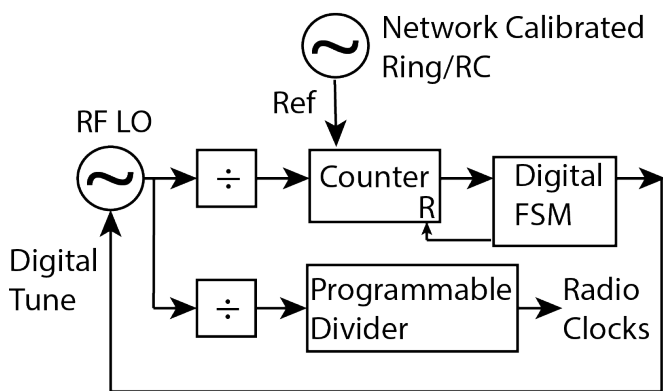 Network Calibrated
Ring/RC
Ref
RF LO
÷
Counter
R
Digital
FSM
Digital
Tune
÷
Programmable
Divider
Radio
Clocks